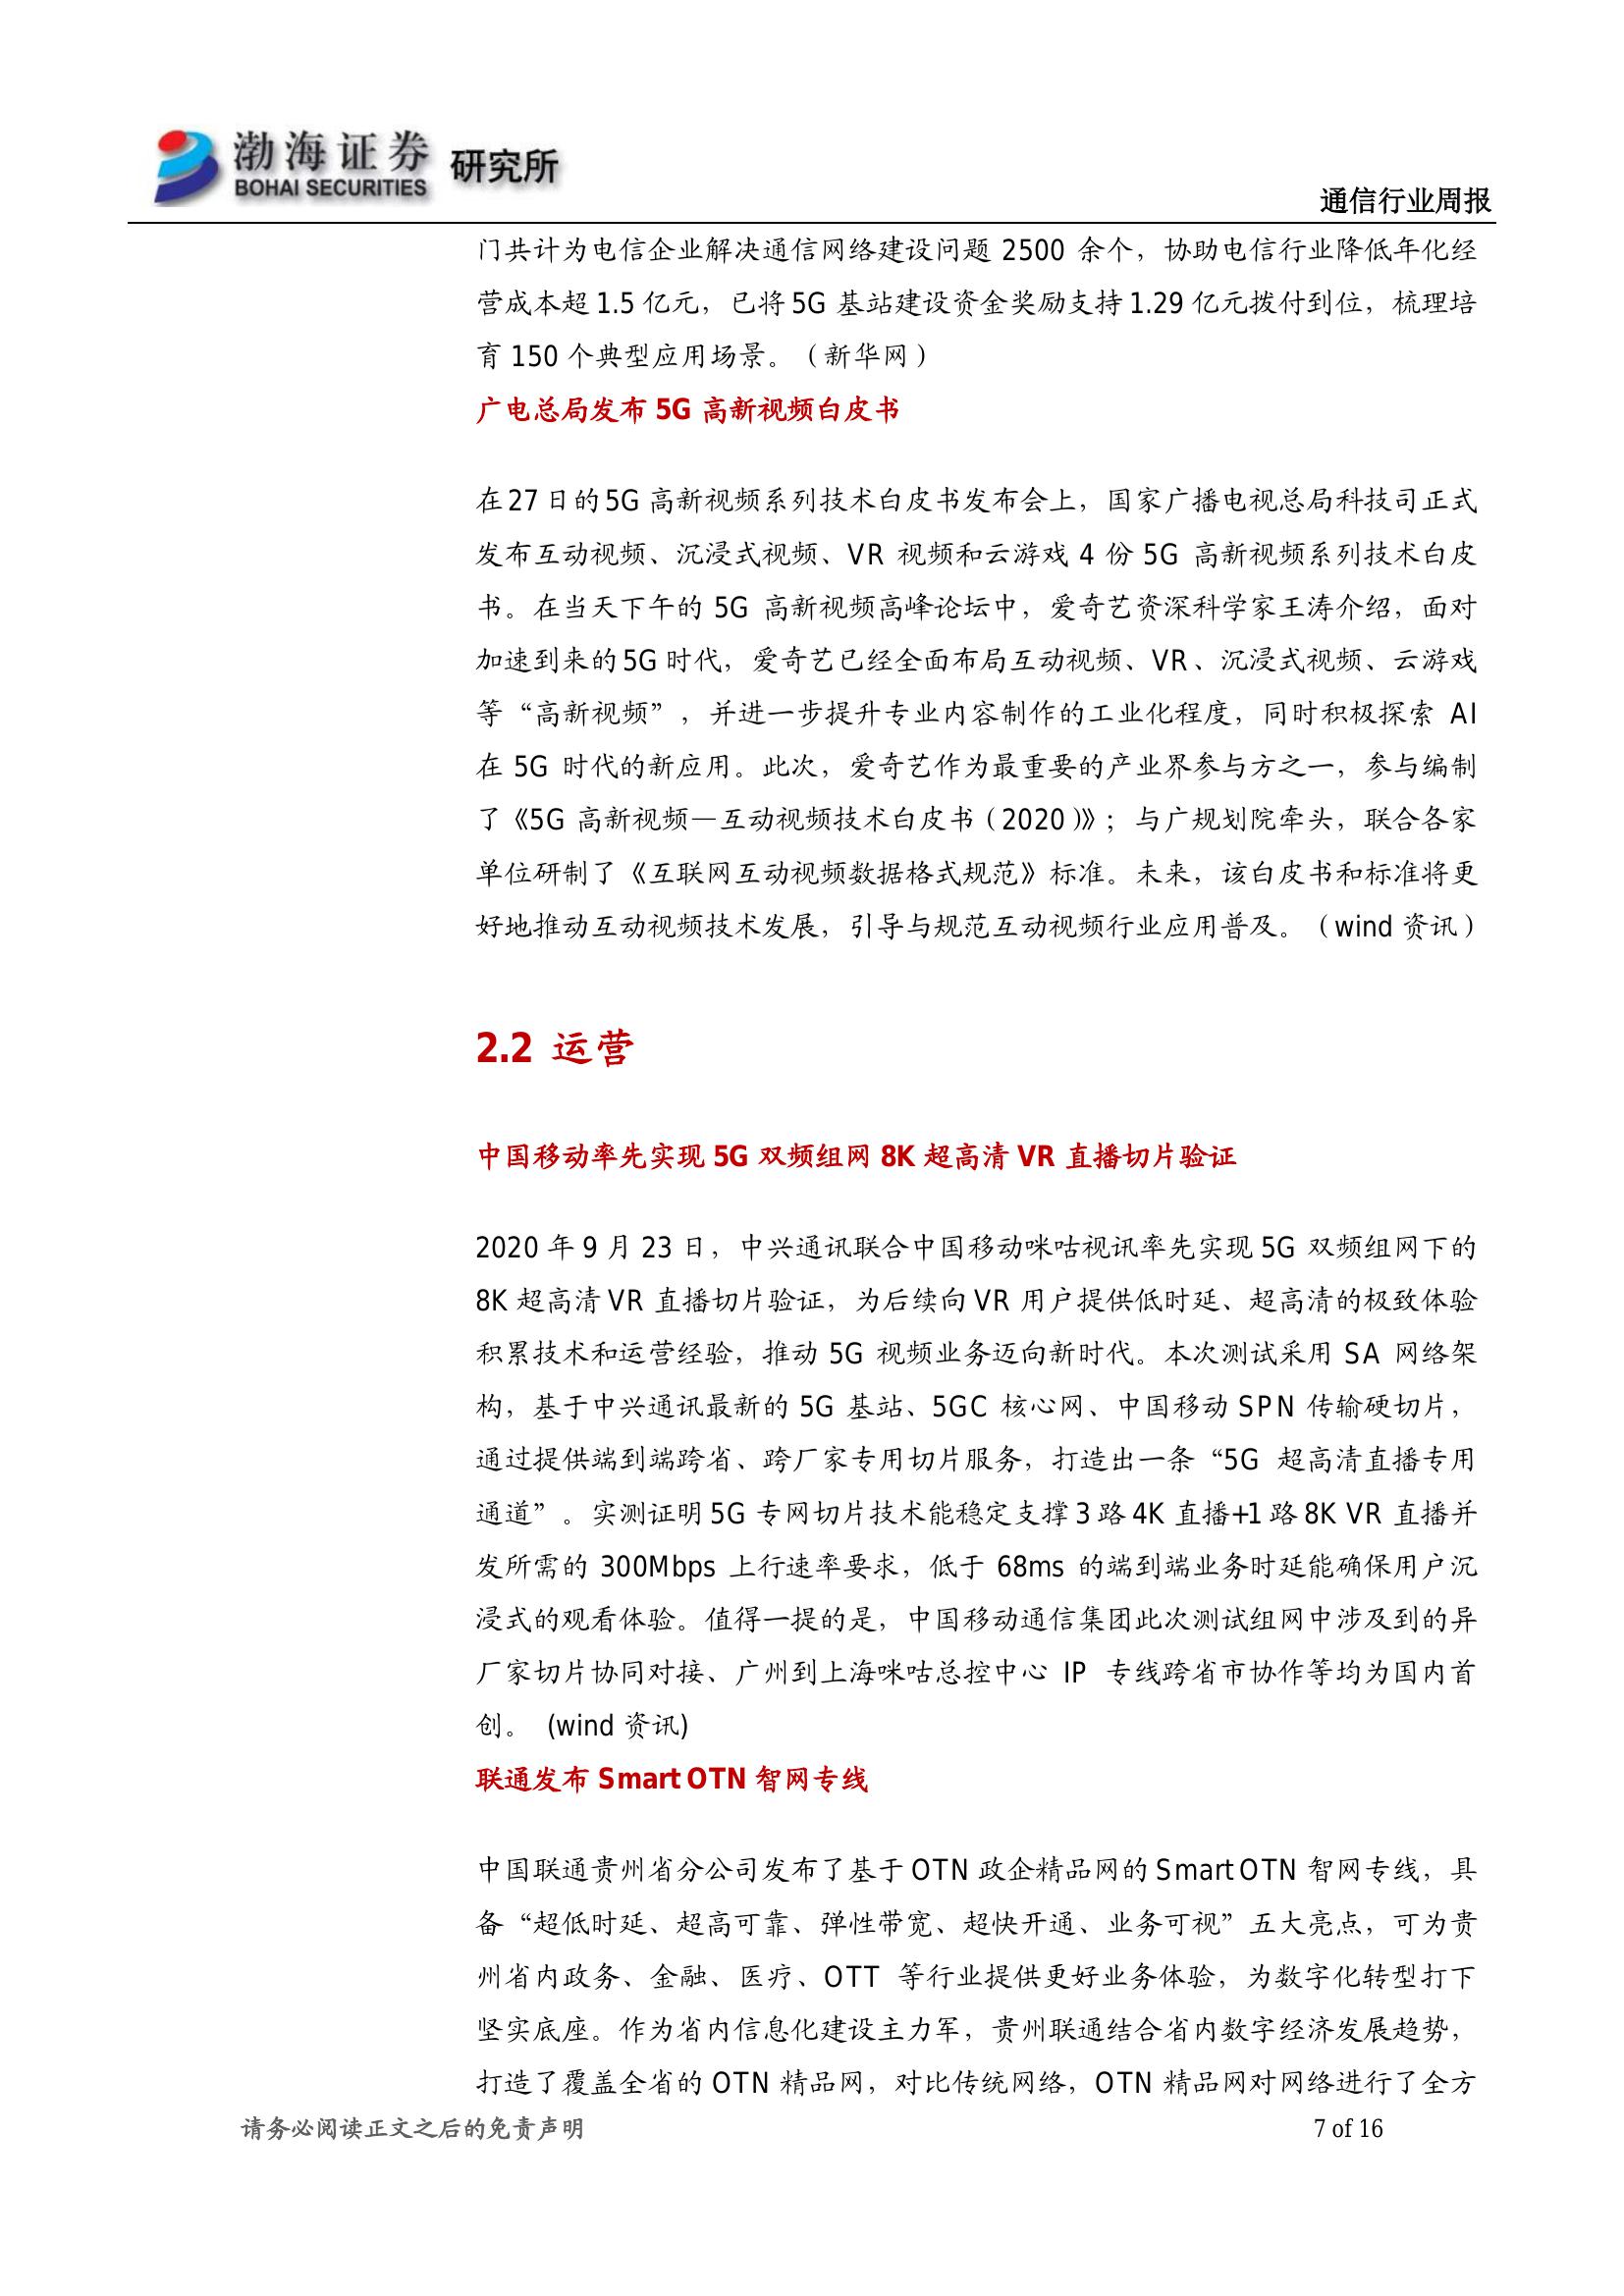 渤海证券 研究所
BOHAI SECURITIES
通信行业周报
门共计为电信企业解决通信网络建设问题 2500 余个，协助电信行业降低年化经
营成本超 1.5 亿元，已将 5G 基站建设资金奖励支持 1.29 亿元拨付到位，梳理培
育 150 个典型应用场景。（新华网）
广电总局发布 5G 高新视频白皮书
在 27 日的 5G 高新视频系列技术白皮书发布会上，国家广播电视总局科技司正式
发布互动视频、沉浸式视频、VR 视频和云游戏 4 份 5G 高新视频系列技术白皮
书。在当天下午的 5G 高新视频高峰论坛中，爱奇艺资深科学家王涛介绍，面对
加速到来的 5G 时代，爱奇艺已经全面布局互动视频、VR、沉浸式视频、云游戏
等“高新视频”，并进一步提升专业内容制作的工业化程度，同时积极探索 AI
在 5G 时代的新应用。此次，爱奇艺作为最重要的产业界参与方之一，参与编制
了《5G 高新视频—互动视频技术白皮书（2020）》；与广规划院牵头，联合各家
单位研制了《互联网互动视频数据格式规范》标准。未来，该白皮书和标准将更
好地推动互动视频技术发展，引导与规范互动视频行业应用普及。（wind 资讯）
2.2 运营
中国移动率先实现 5G 双频组网 8K 超高清 VR 直播切片验证
2020 年 9 月 23 日，中兴通讯联合中国移动咪咕视讯率先实现 5G 双频组网下的
8K 超高清 VR 直播切片验证，为后续向 VR 用户提供低时延、超高清的极致体验
积累技术和运营经验，推动 5G 视频业务迈向新时代。本次测试采用 SA 网络架
构，基于中兴通讯最新的 5G 基站、5GC 核心网、中国移动 SPN 传输硬切片，
通过提供端到端跨省、跨厂家专用切片服务，打造出一条“5G 超高清直播专用
通道”。实测证明 5G 专网切片技术能稳定支撑 3 路 4K 直播+1 路 8K VR 直播并
发所需的 300Mbps 上行速率要求，低于 68ms 的端到端业务时延能确保用户沉
浸式的观看体验。值得一提的是，中国移动通信集团此次测试组网中涉及到的异
厂家切片协同对接、广州到上海咪咕总控中心 IP 专线跨省市协作等均为国内首
创。 (wind 资讯)
联通发布 Smart OTN 智网专线
中国联通贵州省分公司发布了基于 OTN 政企精品网的 Smart OTN 智网专线，具
备“超低时延、超高可靠、弹性带宽、超快开通、业务可视”五大亮点，可为贵
州省内政务、金融、医疗、OTT 等行业提供更好业务体验，为数字化转型打下
坚实底座。作为省内信息化建设主力军，贵州联通结合省内数字经济发展趋势，
打造了覆盖全省的 OTN 精品网，对比传统网络，OTN 精品网对网络进行了全方
请务必阅读正文之后的免责声明
7 of 16